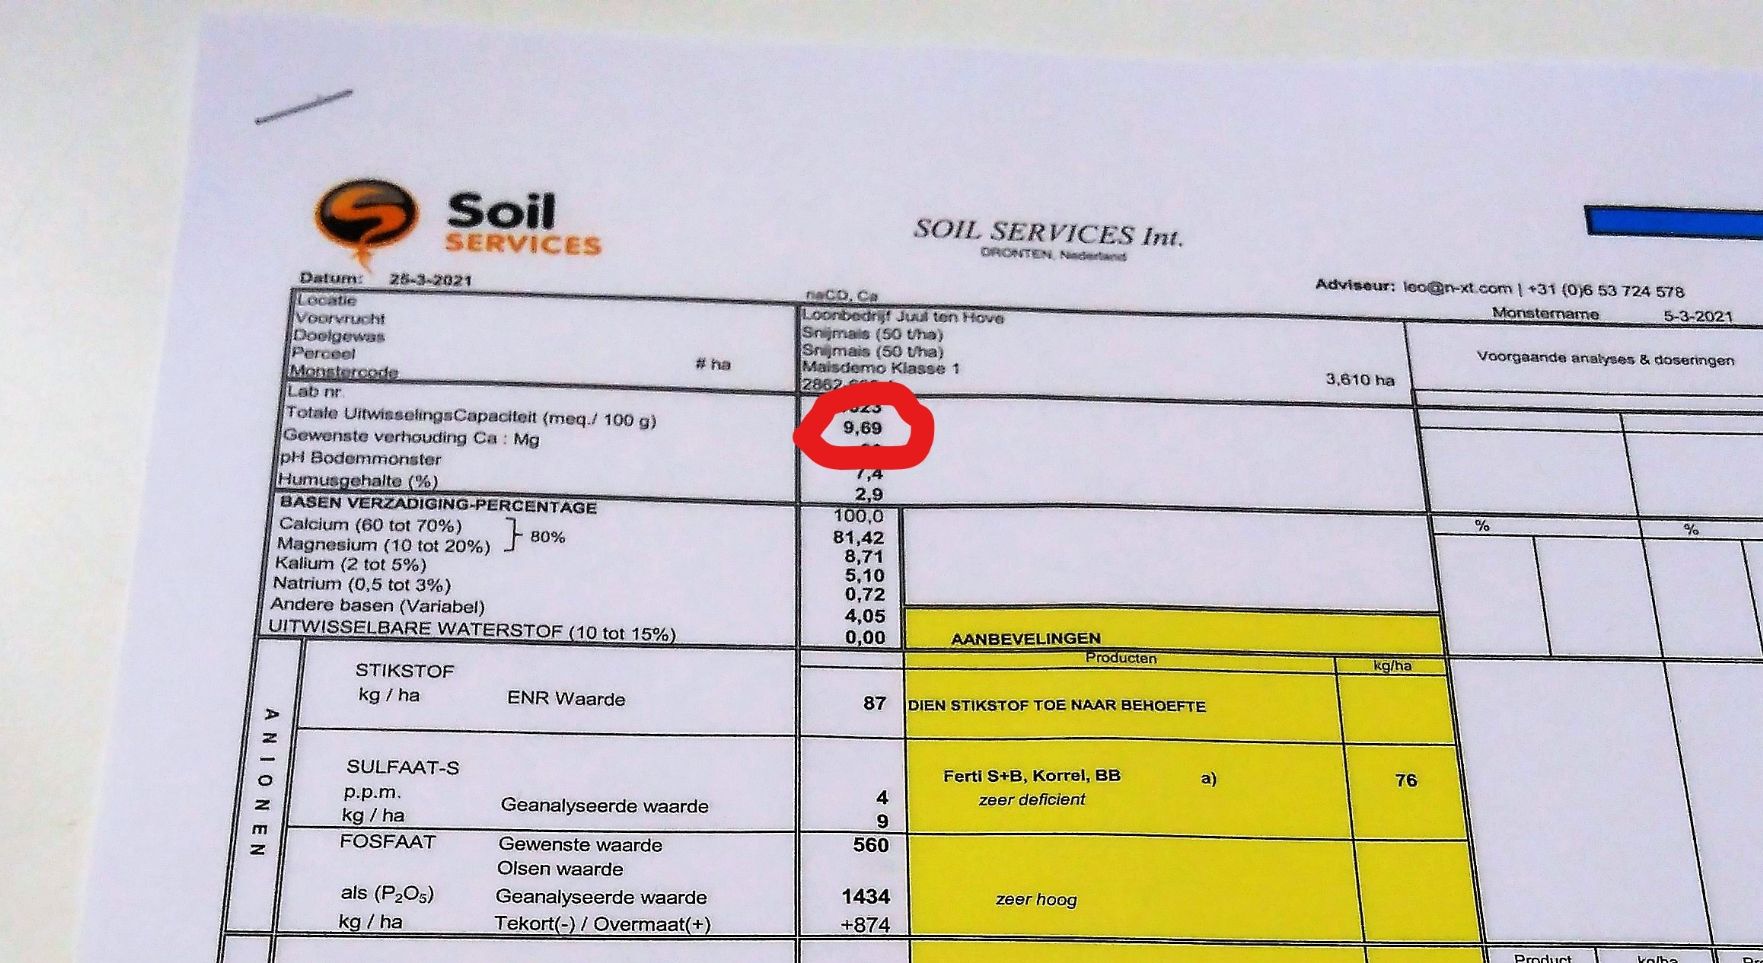 Soil
SERVICES
SOIL SERVICES Int.
DRONTEN, Nederland
Datum: 25-3-2021
naCD, Ca
Adviseur: leo@n-xt.com | +31 (0)6 53 724 578
Locatie Loonbedrijf Juul ten Hove
Monstername 5-3-2021
Voorvrucht Snijmais (50 t/ha)
Doelgewas Snijmais (50 t/ha)
Voorgaande analyses & doseringen
Perceel # ha Maisdemo Klasse 1 3,610 ha
Monstercode
Lab nr.
Totale UitwisselingsCapaciteit (meq./ 100 g) 9,69
Gewenste verhouding Ca : Mg
pH Bodemmonster 7,4
Humusgehalte (%) 2,9
BASEN VERZADIGING-PERCENTAGE 100,0
Calcium (60 tot 70%) 81,42
80%
Magnesium (10 tot 20%) 8,71
Kalium (2 tot 5%) 5,10
Natrium (0,5 tot 3%) 0,72
Andere basen (Variabel) 4,05
UITWISSELBARE WATERSTOF (10 tot 15%) 0,00
% %
AANBEVELINGEN
Producten kg/ha
ANIONEN
STIKSTOF
kg / ha ENR Waarde 87 DIEN STIKSTOF TOE NAAR BEHOEFTE
SULFAAT-S Ferti S+B, Korrel, BB a) 76
p.p.m. Geanalyseerde waarde 4 zeer deficient
kg / ha 9
FOSFAAT Gewenste waarde 560
Olsen waarde
als (P₂O₅) Geanalyseerde waarde 1434 zeer hoog
kg / ha Tekort(-) / Overmaat(+) +874
Product kg/ha